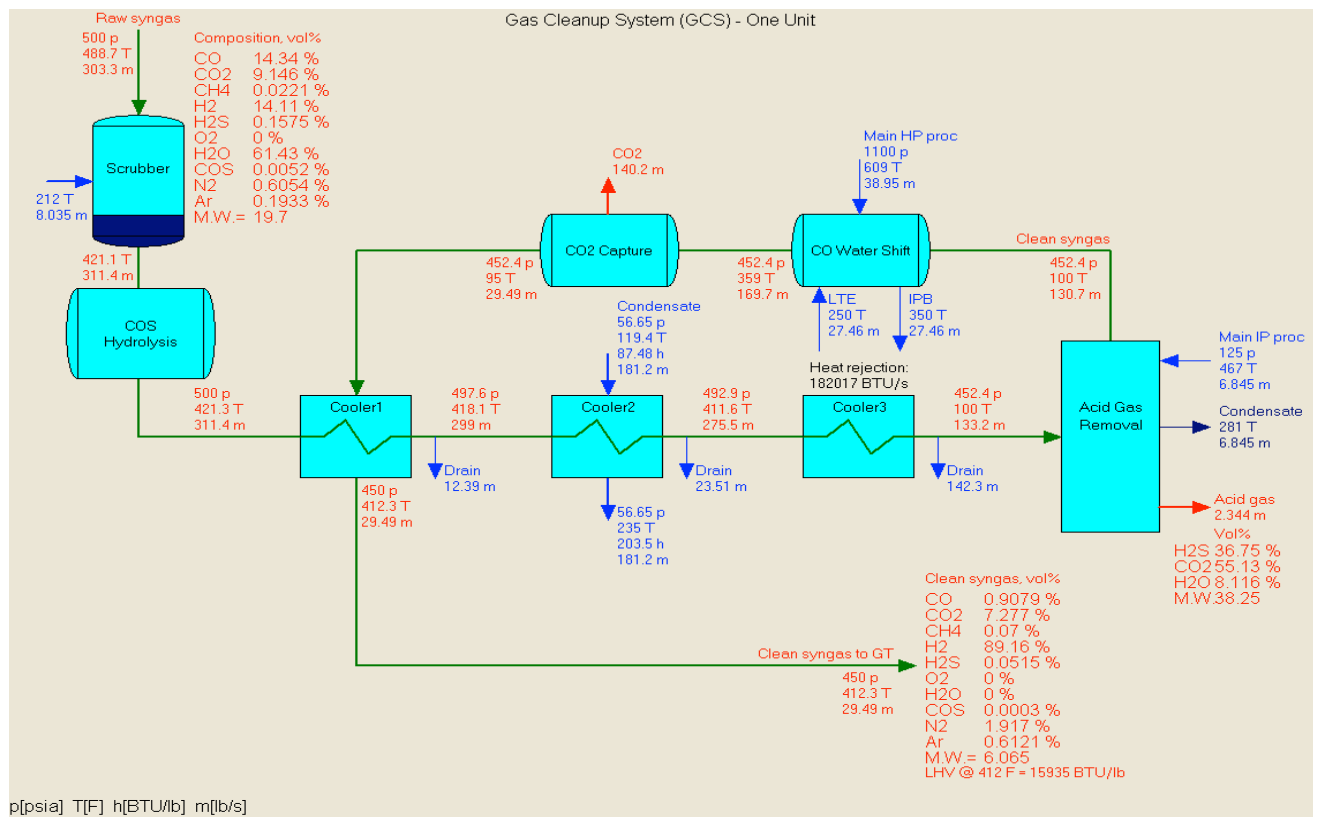 Gas Cleanup System (GCS) - One Unit
Raw syngas
500 p
488.7 T
303.3 m
Composition, vol%
CO 14.34 %
CO2 9.146 %
CH4 0.0221 %
H2 14.11 %
H2S 0.1575 %
O2 0 %
H2O 61.43 %
COS 0.0052 %
N2 0.6054 %
Ar 0.1933 %
M.W.= 19.7
Scrubber
212 T
8.035 m
421.1 T
311.4 m
COS
Hydrolysis
500 p
421.3 T
311.4 m
CO2
140.2 m
CO2 Capture
452.4 p
95 T
29.49 m
Main HP proc
1100 p
609 T
38.95 m
CO Water Shift
452.4 p
359 T
169.7 m
LTE
250 T
27.46 m
IPB
350 T
27.46 m
Clean syngas
452.4 p
100 T
130.7 m
Cooler1
497.6 p
418.1 T
299 m
Drain
12.39 m
450 p
412.3 T
29.49 m
Condensate
56.65 p
119.4 T
87.48 h
181.2 m
Cooler2
492.9 p
411.6 T
275.5 m
Drain
23.51 m
56.65 p
235 T
203.5 h
181.2 m
Heat rejection:
182017 BTU/s
Cooler3
452.4 p
100 T
133.2 m
Drain
142.3 m
Acid Gas
Removal
Main IP proc
125 p
467 T
6.845 m
Condensate
281 T
6.845 m
Acid gas
2.344 m
Vol%
H2S 36.75 %
CO2 55.13 %
H2O 8.116 %
M.W. 38.25
Clean syngas to GT
450 p
412.3 T
29.49 m
Clean syngas, vol%
CO 0.9079 %
CO2 7.277 %
CH4 0.07 %
H2 89.16 %
H2S 0.0515 %
O2 0 %
H2O 0 %
COS 0.0003 %
N2 1.917 %
Ar 0.6121 %
M.W.= 6.065
LHV @ 412 F = 15935 BTU/lb
p[psia] T[F] h[BTU/lb] m[lb/s]